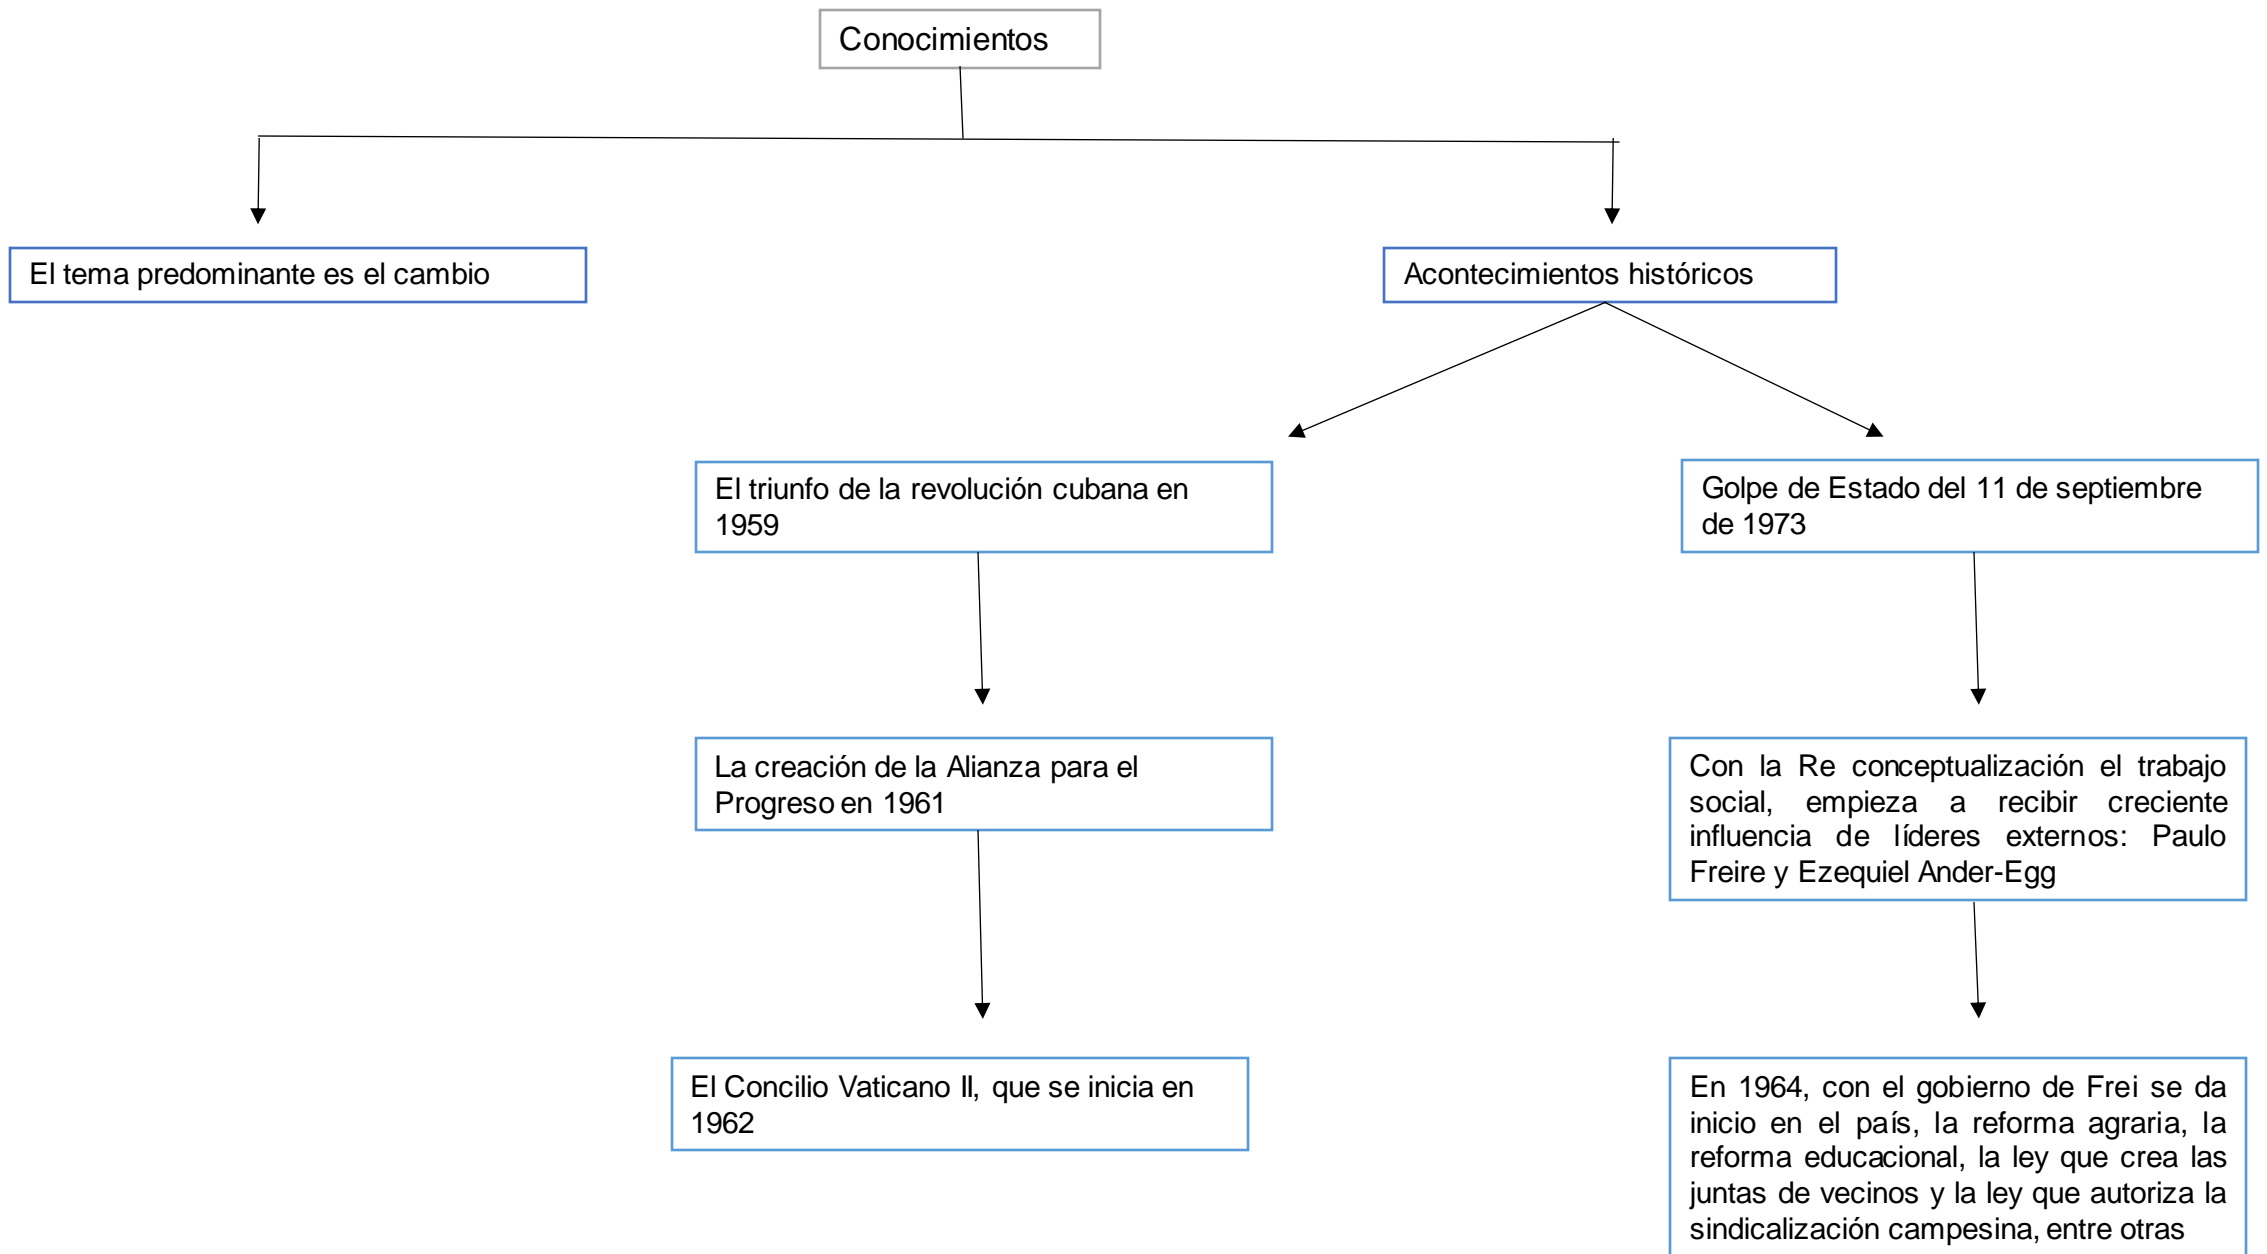 Conocimientos
El tema predominante es el cambio
Acontecimientos históricos
El triunfo de la revolución cubana en
1959
Golpe de Estado del 11 de septiembre
de 1973
La creación de la Alianza para el
Progreso en 1961
Con la Re conceptualización el trabajo
social, empieza a recibir creciente
influencia de líderes externos: Paulo
Freire y Ezequiel Ander-Egg
El Concilio Vaticano II, que se inicia en
1962
En 1964, con el gobierno de Frei se da
inicio en el país, la reforma agraria, la
reforma educacional, la ley que crea las
juntas de vecinos y la ley que autoriza la
sindicalización campesina, entre otras